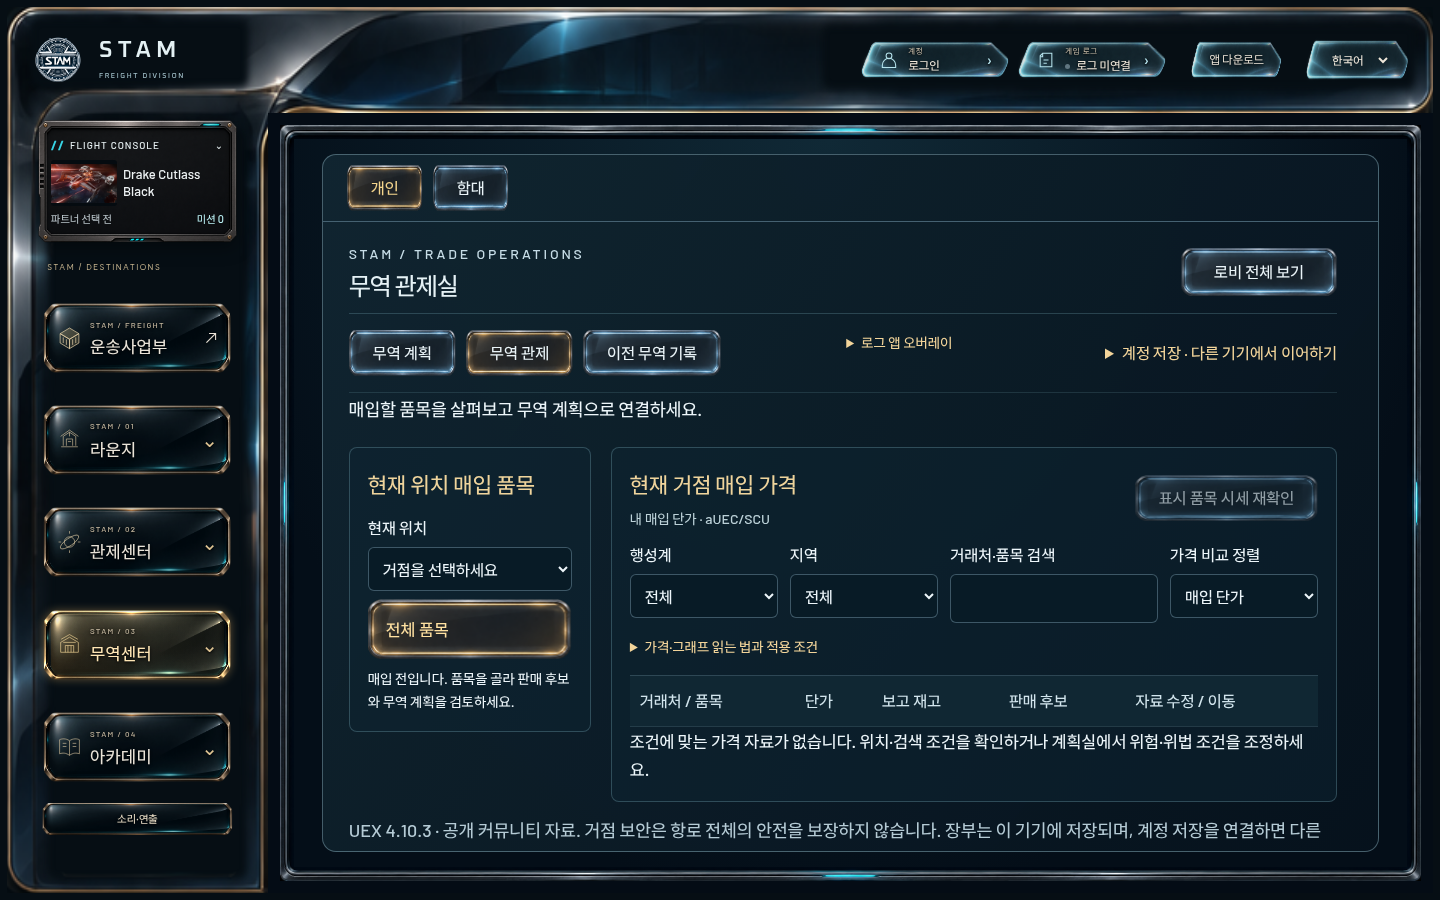 STAM
FREIGHT DIVISION
계정
로그인
게임 로그
로그 미연결
앱 다운로드
한국어
// FLIGHT CONSOLE
Drake Cutlass
Black
파트너 선택 전
미션 0
STAM / DESTINATIONS
STAM / FREIGHT
운송사업부
STAM / 01
라운지
STAM / 02
관제센터
STAM / 03
무역센터
STAM / 04
아카데미
소리·연출
개인
함대
STAM / TRADE OPERATIONS
무역 관제실
로비 전체 보기
무역 계획
무역 관제
이전 무역 기록
▶ 로그 앱 오버레이
▶ 계정 저장 · 다른 기기에서 이어하기
매입할 품목을 살펴보고 무역 계획으로 연결하세요.
현재 위치 매입 품목
현재 위치
거점을 선택하세요
전체 품목
매입 전입니다. 품목을 골라 판매 후보
와 무역 계획을 검토하세요.
현재 거점 매입 가격
내 매입 단가 · aUEC/SCU
표시 품목 시세 재확인
행성계
지역
거래처·품목 검색
가격 비교 정렬
전체
전체
매입 단가
▶ 가격·그래프 읽는 법과 적용 조건
거래처 / 품목
단가
보고 재고
판매 후보
자료 수정 / 이동
조건에 맞는 가격 자료가 없습니다. 위치·검색 조건을 확인하거나 계획실에서 위험·위법 조건을 조정하세
요.
UEX 4.10.3 · 공개 커뮤니티 자료. 거점 보안은 항로 전체의 안전을 보장하지 않습니다. 장부는 이 기기에 저장되며, 계정 저장을 연결하면 다른